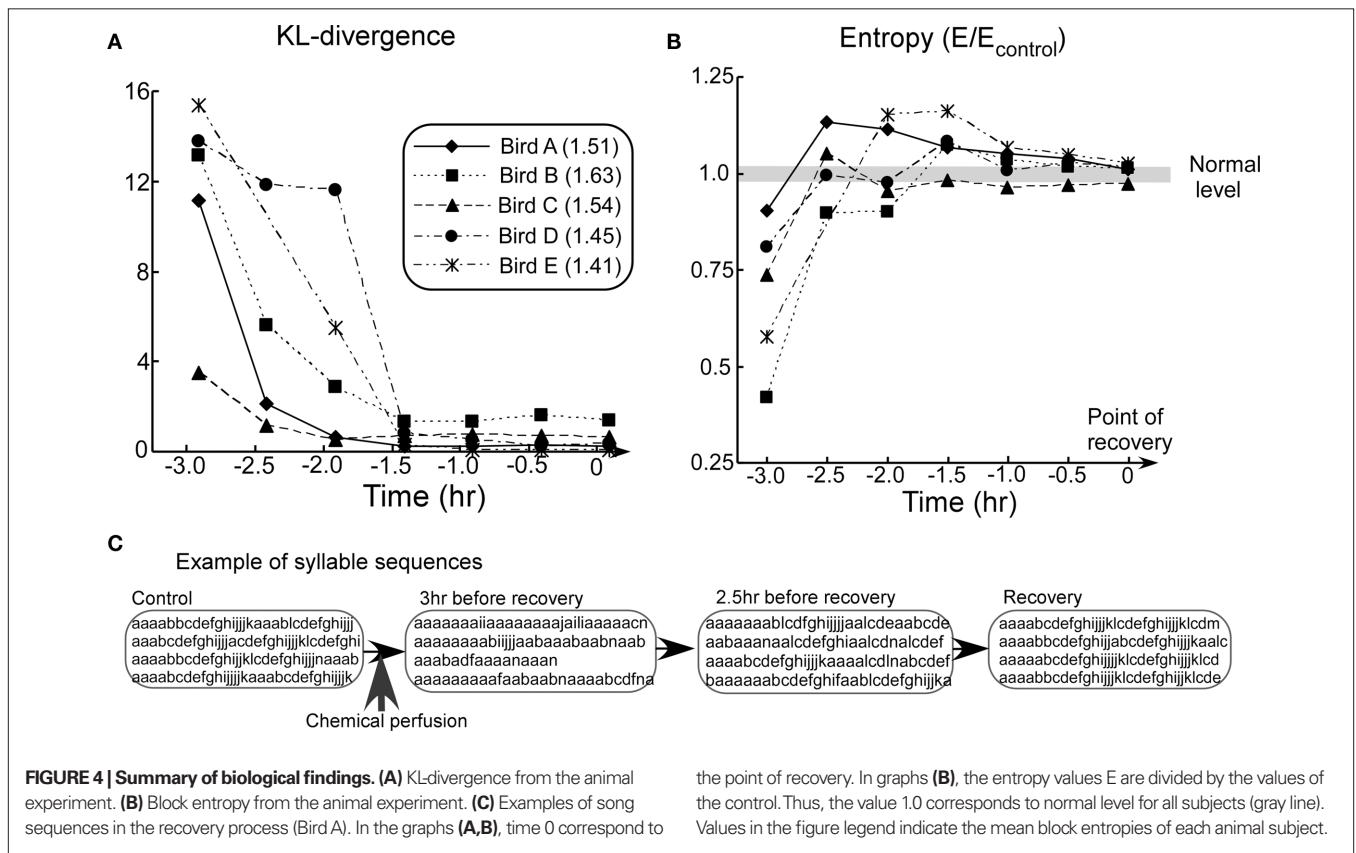 A
KL-divergence
16
12
8
4
0
-3.0 -2.5 -2.0 -1.5 -1.0 -0.5 0
Time (hr)
Bird A (1.51)
Bird B (1.63)
Bird C (1.54)
Bird D (1.45)
Bird E (1.41)
B
Entropy (E/Econtrol)
1.25
1.0
0.75
0.5
0.25
Normal
level
Point of
recovery
-3.0 -2.5 -2.0 -1.5 -1.0 -0.5 0
Time (hr)
C
Example of syllable sequences
Control
aaaabbcdefghijjjkaaablcdefghijjj
aaabcdefghijjjacdefghijjjklcdefghi
aaaabbcdefghijjklcdefghijjjnaaab
aaaabcdefghijjjjkaaabcdefghijjjk
Chemical perfusion
3hr before recovery
aaaaaaaiiaaaaaaaajailiaaaaaacn
aaaaaaaabiijjjaabaaabaabnaab
aaabadfaaaanaaan
aaaaaaaaafaabaabnaaaabcdfna
2.5hr before recovery
aaaaaaablcdfghijjjjaalcdeaabcde
aabaaanaalcdefghiaalcdnalcdef
aaaabcdefghijjjkaaaalcdlnabcdef
baaaaaabcdefghifaablcdefghijjka
Recovery
aaaabcdefghijjjklcdefghijjjklcdm
aaaabbcdefghijjjabcdefghijjjkaalc
aaaaabbcdefghijjjjklcdefghijjjklcd
aaaabbcdefghijjjklcdefghijjklcde
FIGURE 4 | Summary of biological findings. (A) KL-divergence from the animal
experiment. (B) Block entropy from the animal experiment. (C) Examples of song
sequences in the recovery process (Bird A). In the graphs (A,B), time 0 correspond to
the point of recovery. In graphs (B), the entropy values E are divided by the values of
the control. Thus, the value 1.0 corresponds to normal level for all subjects (gray line).
Values in the figure legend indicate the mean block entropies of each animal subject.